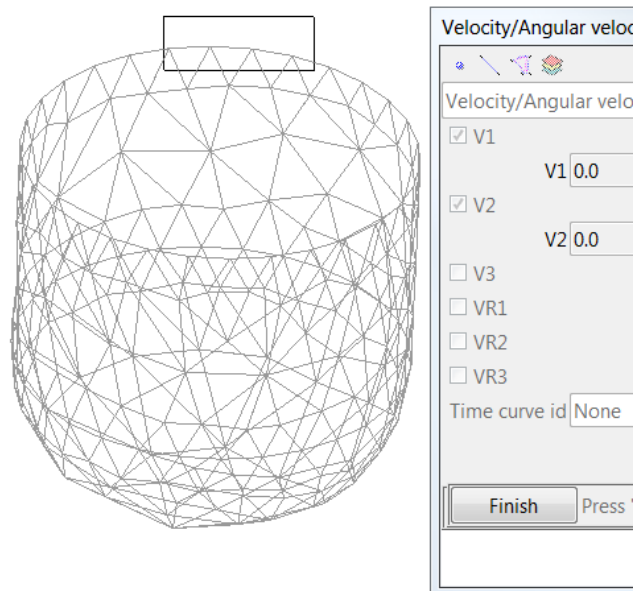 Velocity/Angular veloc
Velocity/Angular velo
V1
V1 0.0
V2
V2 0.0
V3
VR1
VR2
VR3
Time curve id None
Finish Press '